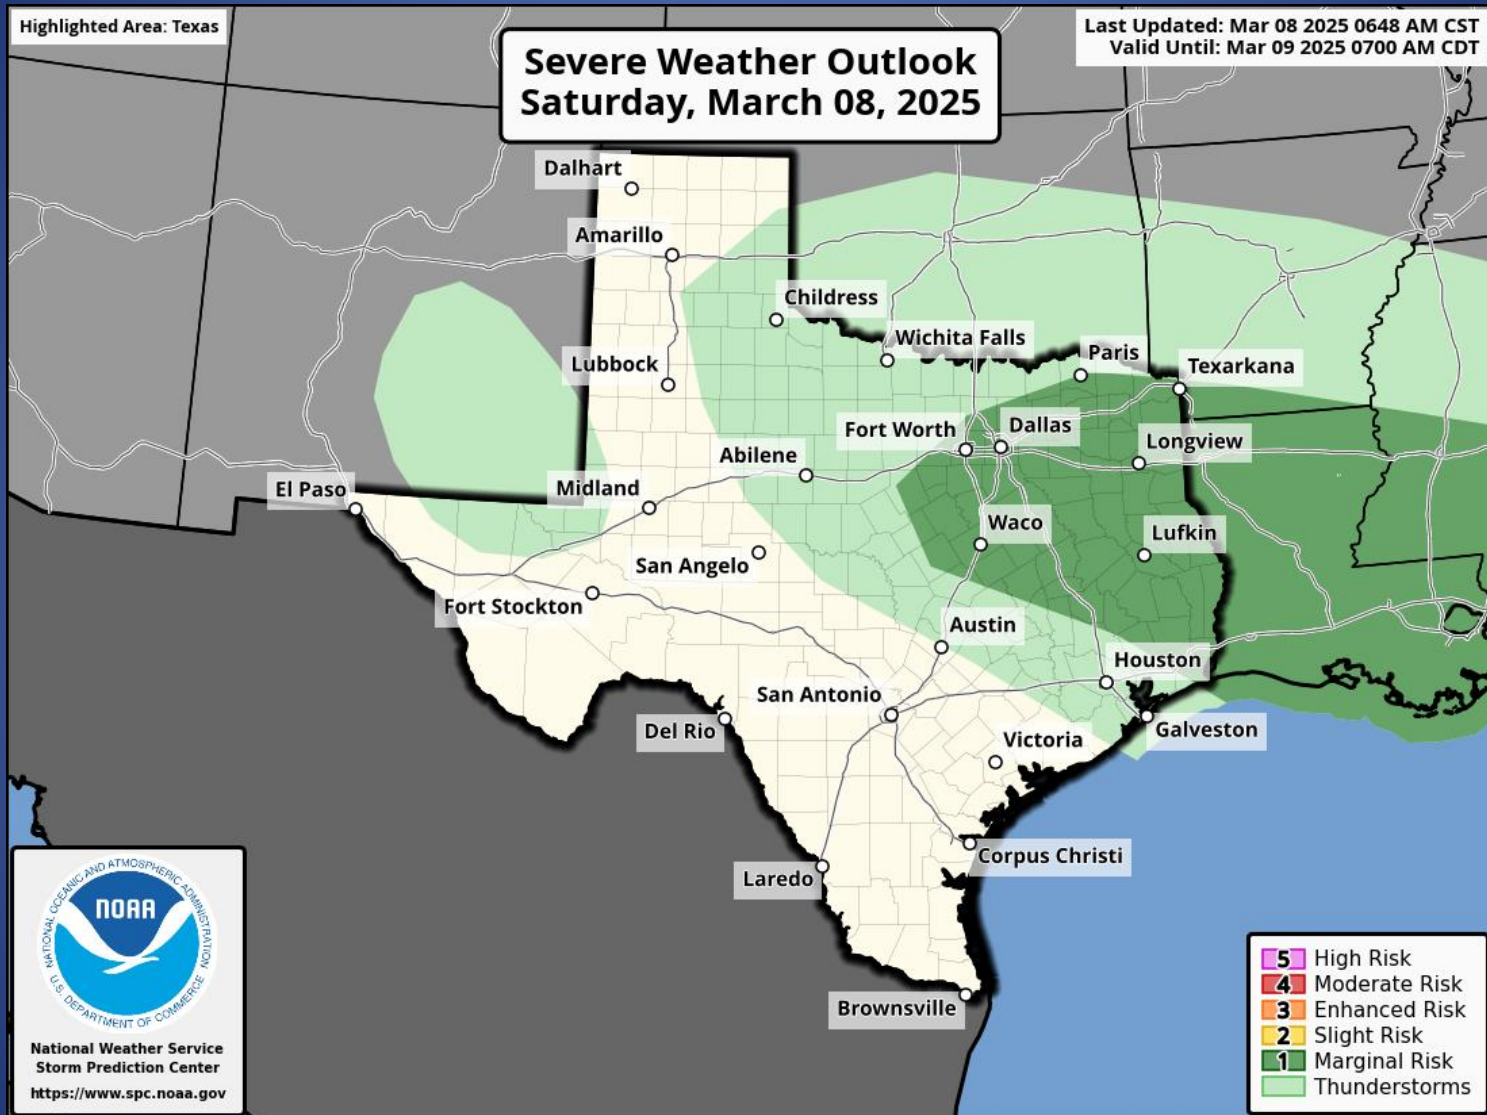 Highlighted Area: Texas
Severe Weather Outlook
Saturday, March 08, 2025
Last Updated: Mar 08 2025 0648 AM CST
Valid Until: Mar 09 2025 0700 AM CDT
Dalhart
Amarillo
Childress
Wichita Falls
Paris
Texarkana
Lubbock
Fort Worth
Dallas
Longview
Abilene
El Paso
Midland
Waco
Lufkin
San Angelo
Fort Stockton
Austin
Houston
San Antonio
Del Rio
Victoria
Galveston
Corpus Christi
Laredo
Brownsville
NATIONAL OCEANIC AND ATMOSPHERIC ADMINISTRATION
NOAA
U.S. DEPARTMENT OF COMMERCE
National Weather Service
Storm Prediction Center
https://www.spc.noaa.gov
5 High Risk
4 Moderate Risk
3 Enhanced Risk
2 Slight Risk
1 Marginal Risk
Thunderstorms